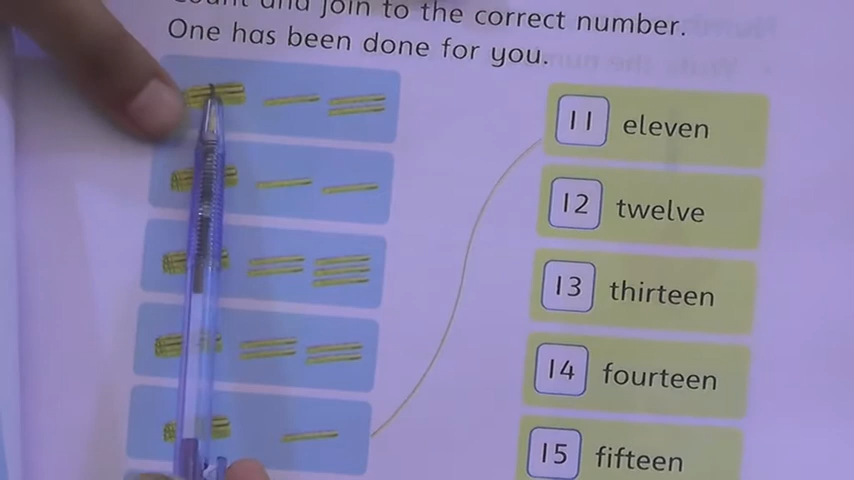 Count and join to the correct number.
One has been done for you.
11 eleven
12 twelve
13 thirteen
14 fourteen
15 fifteen